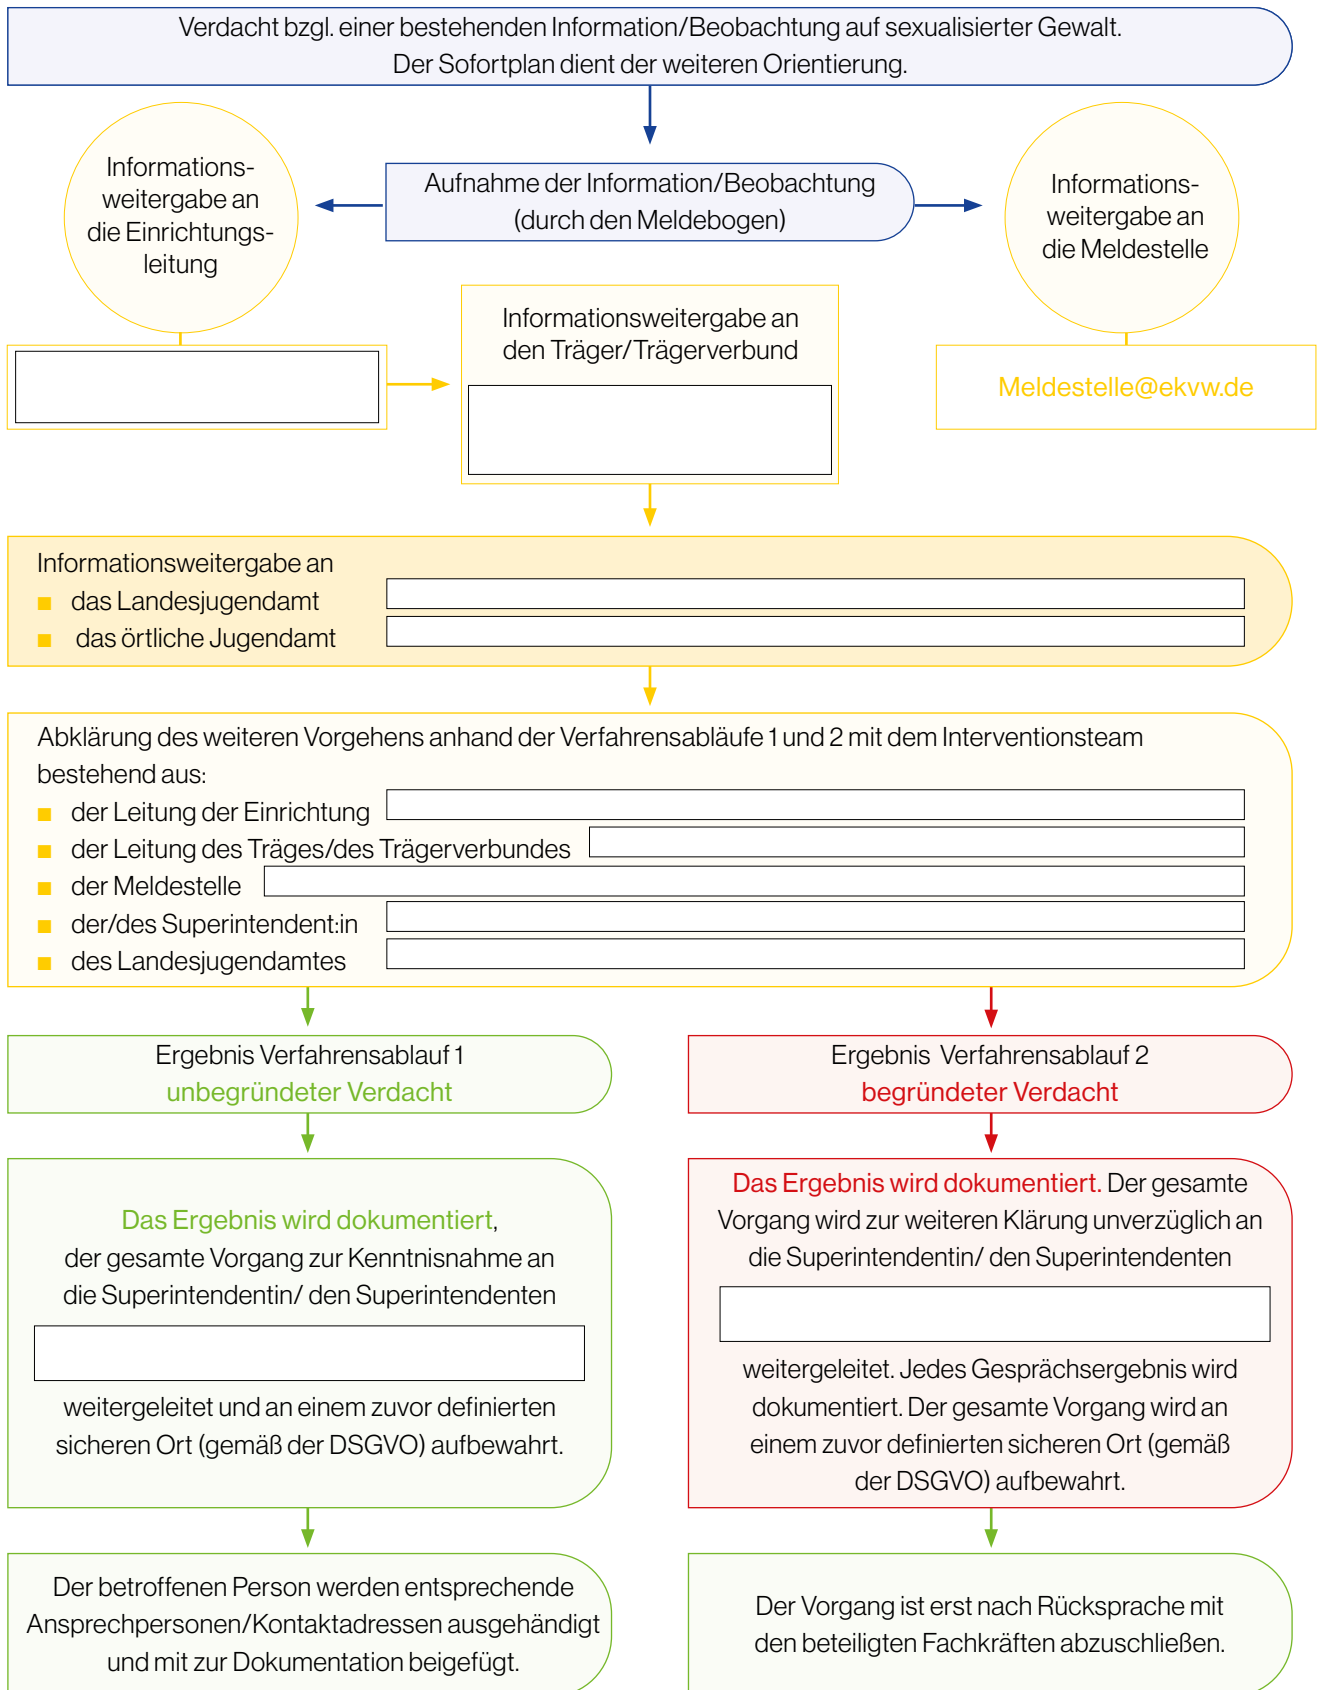 Verdacht bzgl. einer bestehenden Information/Beobachtung auf sexualisierter Gewalt.
Der Sofortplan dient der weiteren Orientierung.
Informations-
weitergabe an
die Einrichtungs-
leitung
Aufnahme der Information/Beobachtung
(durch den Meldebogen)
Informations-
weitergabe an
die Meldestelle
Informationsweitergabe an
den Träger/Trägerverbund
Meldestelle@ekvw.de
Informationsweitergabe an
das Landesjugendamt
das örtliche Jugendamt
Abklärung des weiteren Vorgehens anhand der Verfahrensabläufe 1 und 2 mit dem Interventionsteam
bestehend aus:
der Leitung der Einrichtung
der Leitung des Träges/des Trägerverbundes
der Meldestelle
der/des Superintendent:in
des Landesjugendamtes
Ergebnis Verfahrensablauf 1
unbegründeter Verdacht
Das Ergebnis wird dokumentiert,
der gesamte Vorgang zur Kenntnisnahme an
die Superintendentin/ den Superintendenten
weitergeleitet und an einem zuvor definierten
sicheren Ort (gemäß der DSGVO) aufbewahrt.
Der betroffenen Person werden entsprechende
Ansprechpersonen/Kontaktadressen ausgehändigt
und mit zur Dokumentation beigefügt.
Ergebnis Verfahrensablauf 2
begründeter Verdacht
Das Ergebnis wird dokumentiert. Der gesamte
Vorgang wird zur weiteren Klärung unverzüglich an
die Superintendentin/ den Superintendenten
weitergeleitet. Jedes Gesprächsergebnis wird
dokumentiert. Der gesamte Vorgang wird an
einem zuvor definierten sicheren Ort (gemäß
der DSGVO) aufbewahrt.
Der Vorgang ist erst nach Rücksprache mit
den beteiligten Fachkräften abzuschließen.